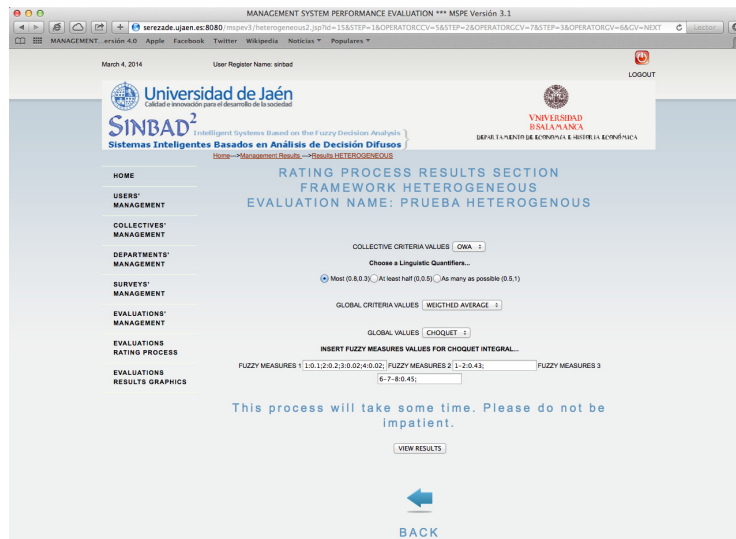 MANAGEMENT SYSTEM PERFORMANCE EVALUATION *** MSPE Versión 3.1
serezade.ujaen.es:8080/mspev3/heterogeneous2.jsp?id=15&STEP=1&OPERATORCCV=5&STEP=2&OPERATORGCV=7&STEP=3&OPERATORGV=6&GV=NEXT
Lector
MANAGEMENT...ersión 4.0 Apple Facebook Twitter Wikipedia Noticias Populares
March 4, 2014 User Register Name: sinbad
LOGOUT
Universidad de Jaén
Calidad e innovación para el desarrollo de la sociedad
SINBAD2
Intelligent Systems Based on the Fuzzy Decision Analysis
Sistemas Inteligentes Basados en Análisis de Decisión Difusos
VNIVERSIDAD
D SALAMANCA
DEPARTAMENTO DE ECONOMÍA E HISTORIA ECONÓMICA
Home--->Management Results --->Results HETEROGENEOUS
HOME
USERS'
MANAGEMENT
COLLECTIVES'
MANAGEMENT
DEPARTMENTS'
MANAGEMENT
SURVEYS'
MANAGEMENT
EVALUATIONS'
MANAGEMENT
EVALUATIONS
RATING PROCESS
EVALUATIONS
RESULTS GRAPHICS
RATING PROCESS RESULTS SECTION
FRAMEWORK HETEROGENEOUS
EVALUATION NAME: PRUEBA HETEROGENOUS
COLLECTIVE CRITERIA VALUES OWA
Choose a Linguistic Quantifiers...
Most (0.8,0.3) At least half (0,0.5) As many as possible (0.5,1)
GLOBAL CRITERIA VALUES WEIGTHED AVERAGE
GLOBAL VALUES CHOQUET
INSERT FUZZY MEASURES VALUES FOR CHOQUET INTEGRAL...
FUZZY MEASURES 1 1:0.1;2:0.2;3:0.02;4:0.02; FUZZY MEASURES 2 1-2:0.43; FUZZY MEASURES 3
6-7-8:0.45;
This process will take some time. Please do not be
impatient.
VIEW RESULTS
BACK